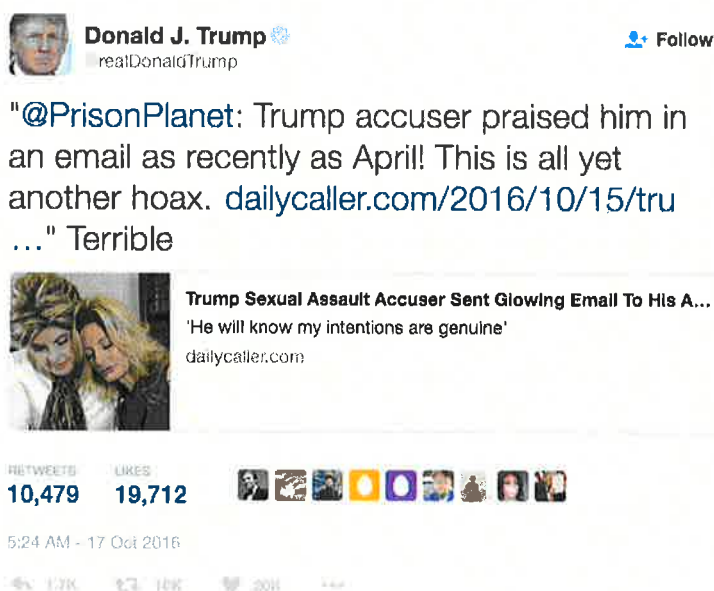 Donald J. Trump
realDonaldTrump
Follow
"@PrisonPlanet: Trump accuser praised him in
an email as recently as April! This is all yet
another hoax. dailycaller.com/2016/10/15/tru
..." Terrible
Trump Sexual Assault Accuser Sent Glowing Email To His A...
'He will know my intentions are genuine'
dailycaller.com
RETWEETS LIKES
10,479 19,712
5:24 AM - 17 Oct 2016
10K 20K